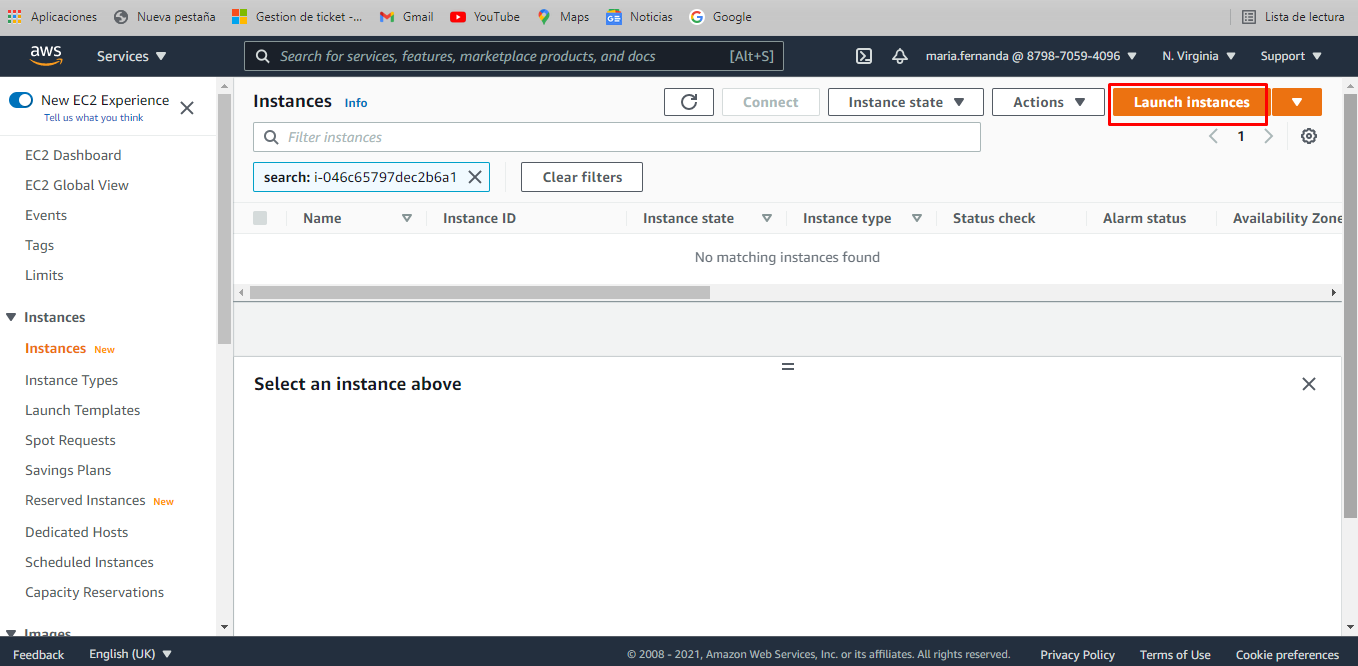 Aplicaciones Nueva pestaña Gestion de ticket -... Gmail YouTube Maps Noticias Google Lista de lectura
aws Services Search for services, features, marketplace products, and docs [Alt+S] maria.fernanda @ 8798-7059-4096 N. Virginia Support
New EC2 Experience
Tell us what you think
EC2 Dashboard
EC2 Global View
Events
Tags
Limits
Instances
Instances New
Instance Types
Launch Templates
Spot Requests
Savings Plans
Reserved Instances New
Dedicated Hosts
Scheduled Instances
Capacity Reservations
Images
Instances Info Connect Instance state Actions Launch instances
Filter instances 1
search: i-046c65797dec2b6a1 Clear filters
Name Instance ID Instance state Instance type Status check Alarm status Availability Zone
No matching instances found
Select an instance above
Feedback English (UK) © 2008 - 2021, Amazon Web Services, Inc. or its affiliates. All rights reserved. Privacy Policy Terms of Use Cookie preferences